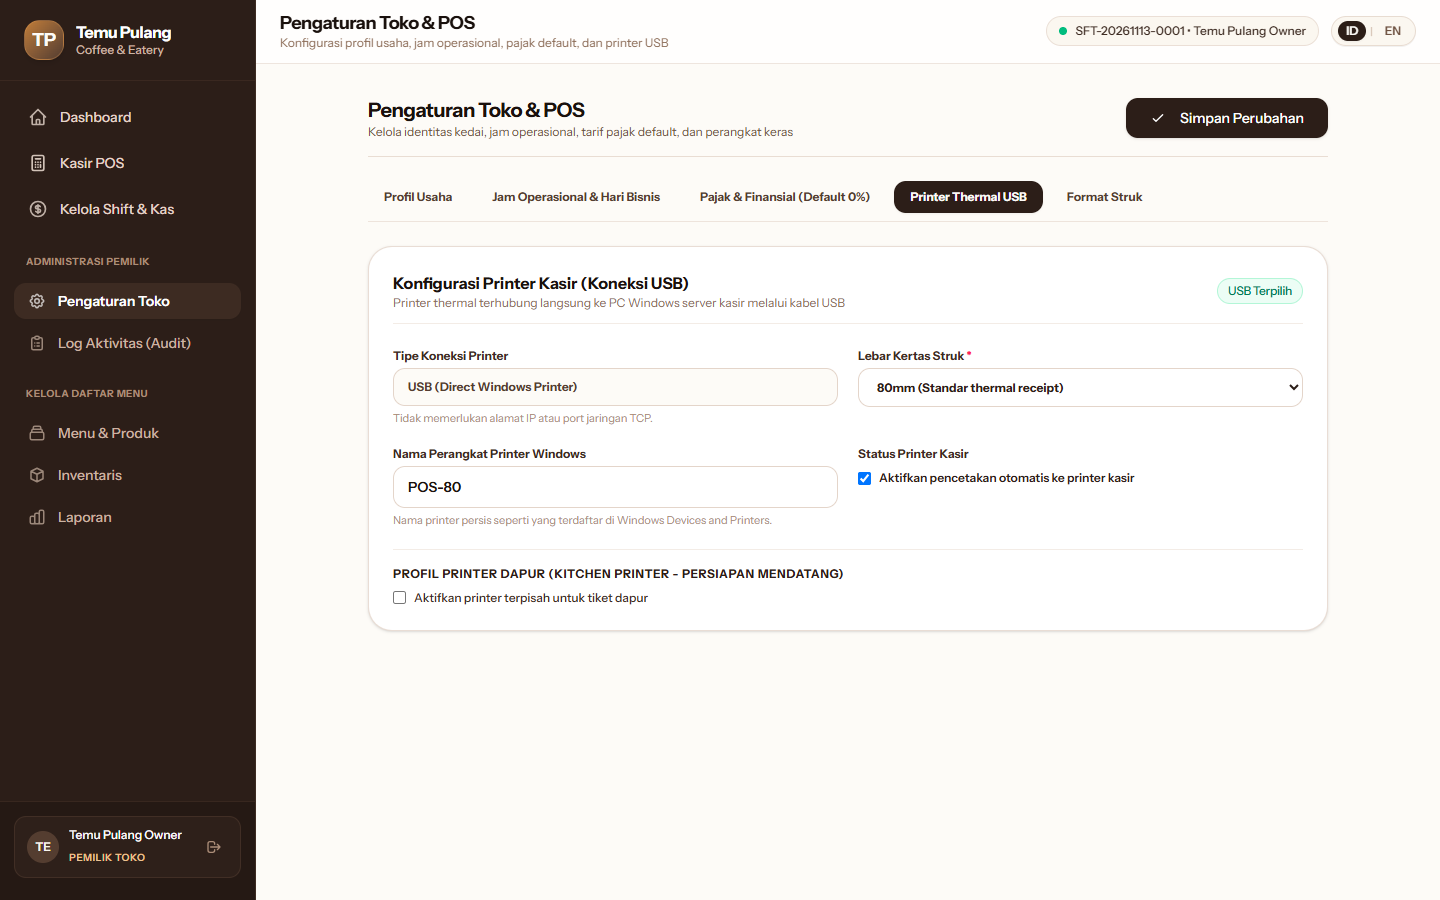 TP
Temu Pulang
Coffee & Eatery
Dashboard
Kasir POS
Kelola Shift & Kas
ADMINISTRASI PEMILIK
Pengaturan Toko
Log Aktivitas (Audit)
KELOLA DAFTAR MENU
Menu & Produk
Inventaris
Laporan
TE
Temu Pulang Owner
PEMILIK TOKO
Pengaturan Toko & POS
Konfigurasi profil usaha, jam operasional, pajak default, dan printer USB
SFT-20261113-0001 • Temu Pulang Owner
ID | EN
Pengaturan Toko & POS
Kelola identitas kedai, jam operasional, tarif pajak default, dan perangkat keras
Simpan Perubahan
Profil Usaha
Jam Operasional & Hari Bisnis
Pajak & Finansial (Default 0%)
Printer Thermal USB
Format Struk
Konfigurasi Printer Kasir (Koneksi USB)
Printer thermal terhubung langsung ke PC Windows server kasir melalui kabel USB
USB Terpilih
Tipe Koneksi Printer
USB (Direct Windows Printer)
Tidak memerlukan alamat IP atau port jaringan TCP.
Lebar Kertas Struk *
80mm (Standar thermal receipt)
Nama Perangkat Printer Windows
POS-80
Nama printer persis seperti yang terdaftar di Windows Devices and Printers.
Status Printer Kasir
Aktifkan pencetakan otomatis ke printer kasir
PROFIL PRINTER DAPUR (KITCHEN PRINTER - PERSIAPAN MENDATANG)
Aktifkan printer terpisah untuk tiket dapur